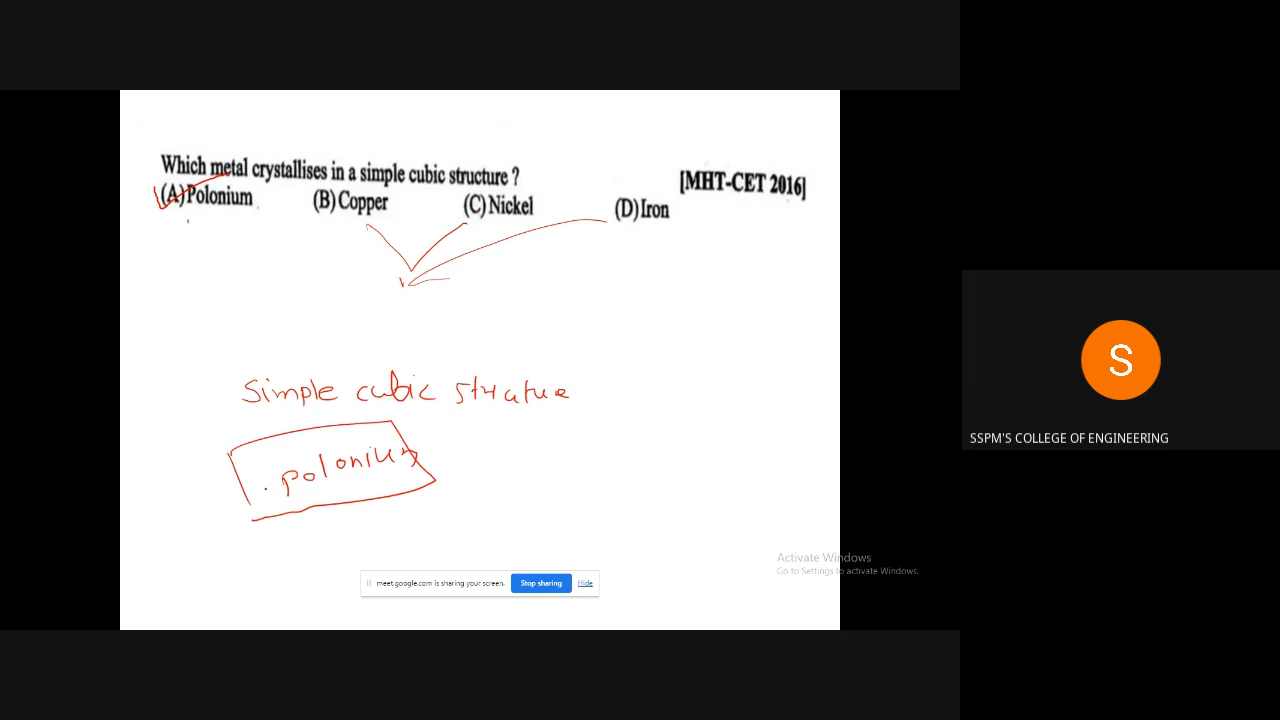 Which metal crystallises in a simple cubic structure ?
[MHT-CET 2016]
(A) Polonium (B) Copper (C) Nickel (D) Iron
Simple cubic structure
. polonium
S
SSPM'S COLLEGE OF ENGINEERING
Activate Windows
Go to Settings to activate Windows.
meet.google.com is sharing your screen. Stop sharing Hide